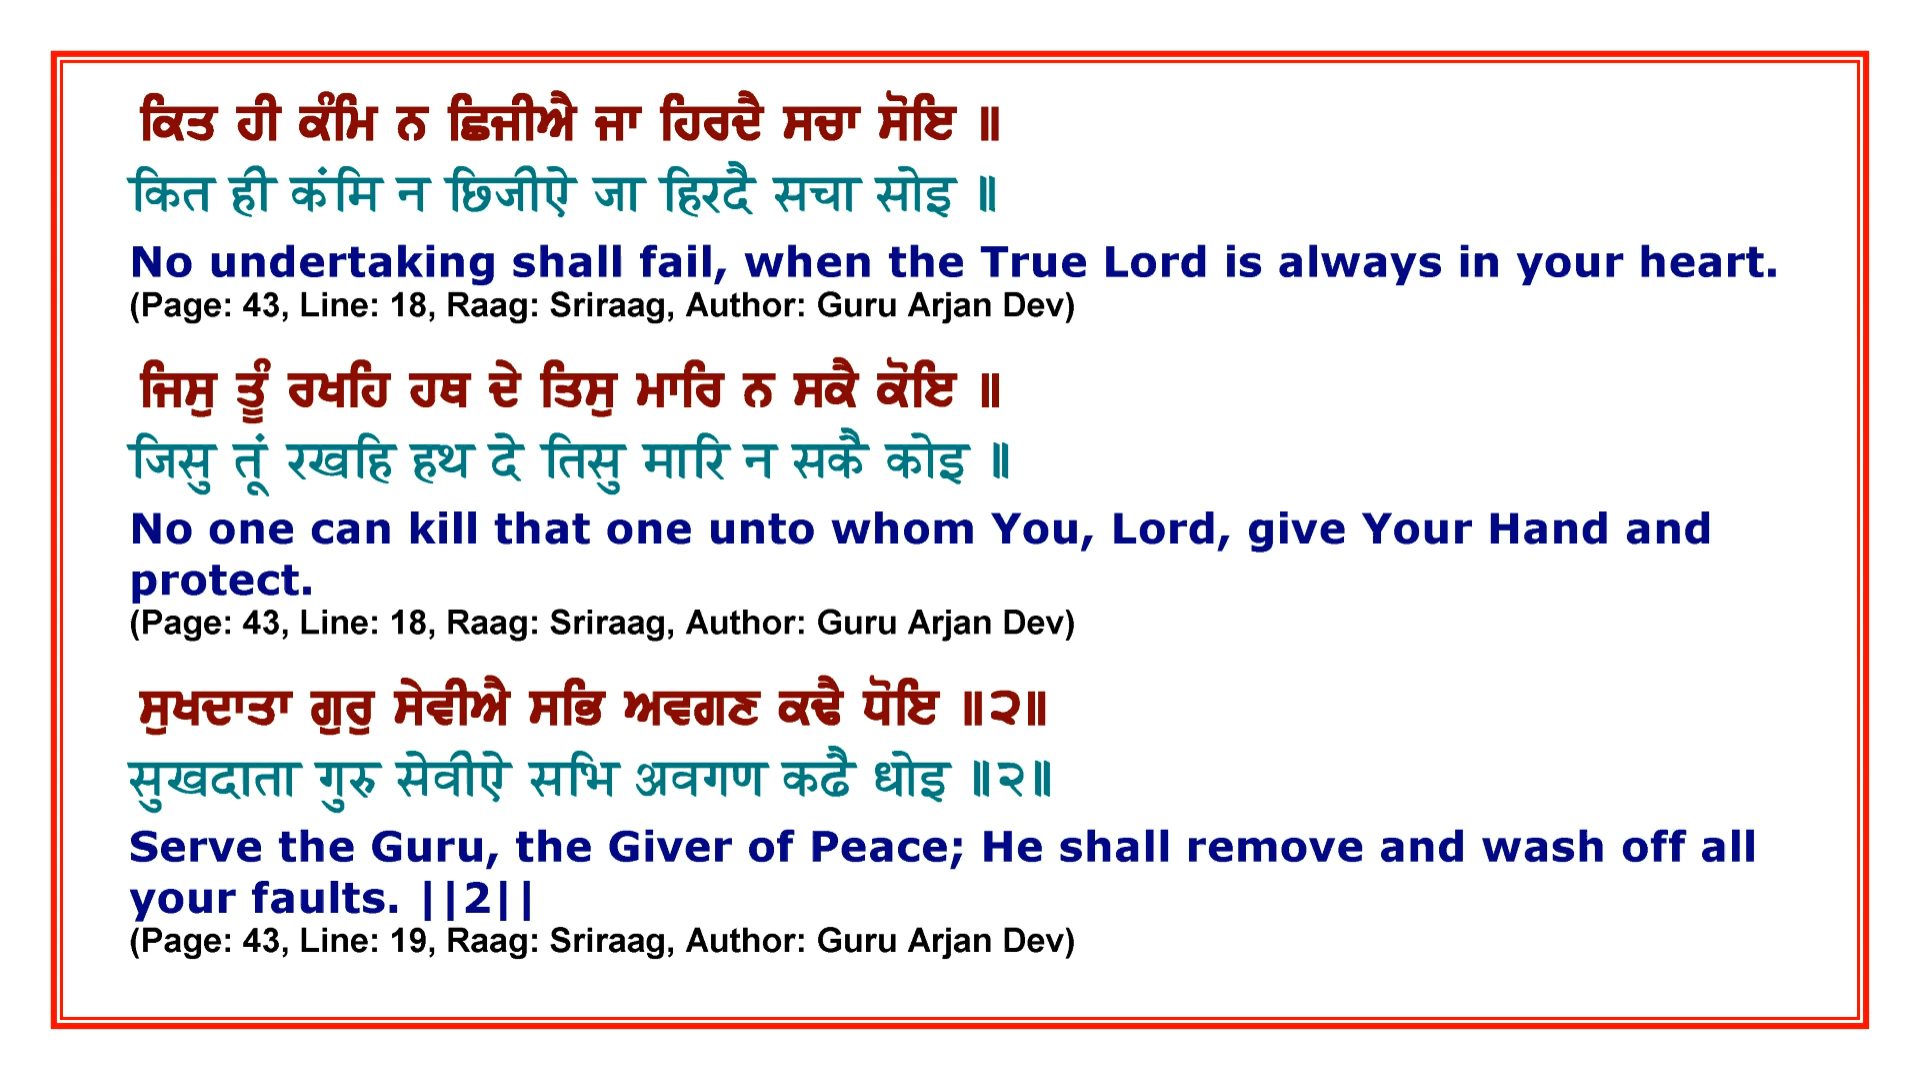 ਕਿਤ ਹੀ ਕੰਮਿ ਨ ਛਿਜੀਐ ਜਾ ਹਿਰਦੈ ਸਚਾ ਸੋਇ ॥
कित ही कंमि न छिजीऐ जा हिरदै सचा सोइ ॥
No undertaking shall fail, when the True Lord is always in your heart.
(Page: 43, Line: 18, Raag: Sriraag, Author: Guru Arjan Dev)
ਜਿਸੁ ਤੂੰ ਰਖਹਿ ਹਥ ਦੇ ਤਿਸੁ ਮਾਰਿ ਨ ਸਕੈ ਕੋਇ ॥
जिसु तूं रखहि हथ दे तिसु मारि न सकै कोइ ॥
No one can kill that one unto whom You, Lord, give Your Hand and
protect.
(Page: 43, Line: 18, Raag: Sriraag, Author: Guru Arjan Dev)
ਸੁਖਦਾਤਾ ਗੁਰੁ ਸੇਵੀਐ ਸਭਿ ਅਵਗਣ ਕਢੈ ਧੋਇ ॥੨॥
सुखदाता गुरु सेवीऐ सभि अवगण कढै धोइ ॥२॥
Serve the Guru, the Giver of Peace; He shall remove and wash off all
your faults. ||2||
(Page: 43, Line: 19, Raag: Sriraag, Author: Guru Arjan Dev)